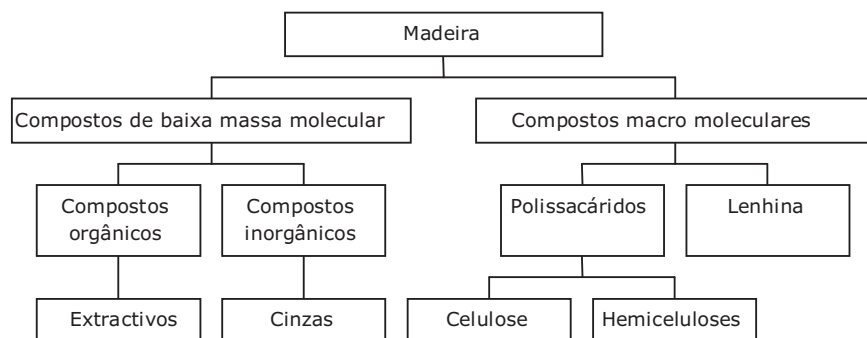 Madeira
Compostos de baixa massa molecular
Compostos macro moleculares
Compostos
orgânicos
Compostos
inorgânicos
Polissacáridos
Lenhina
Extractivos
Cinzas
Celulose
Hemiceluloses